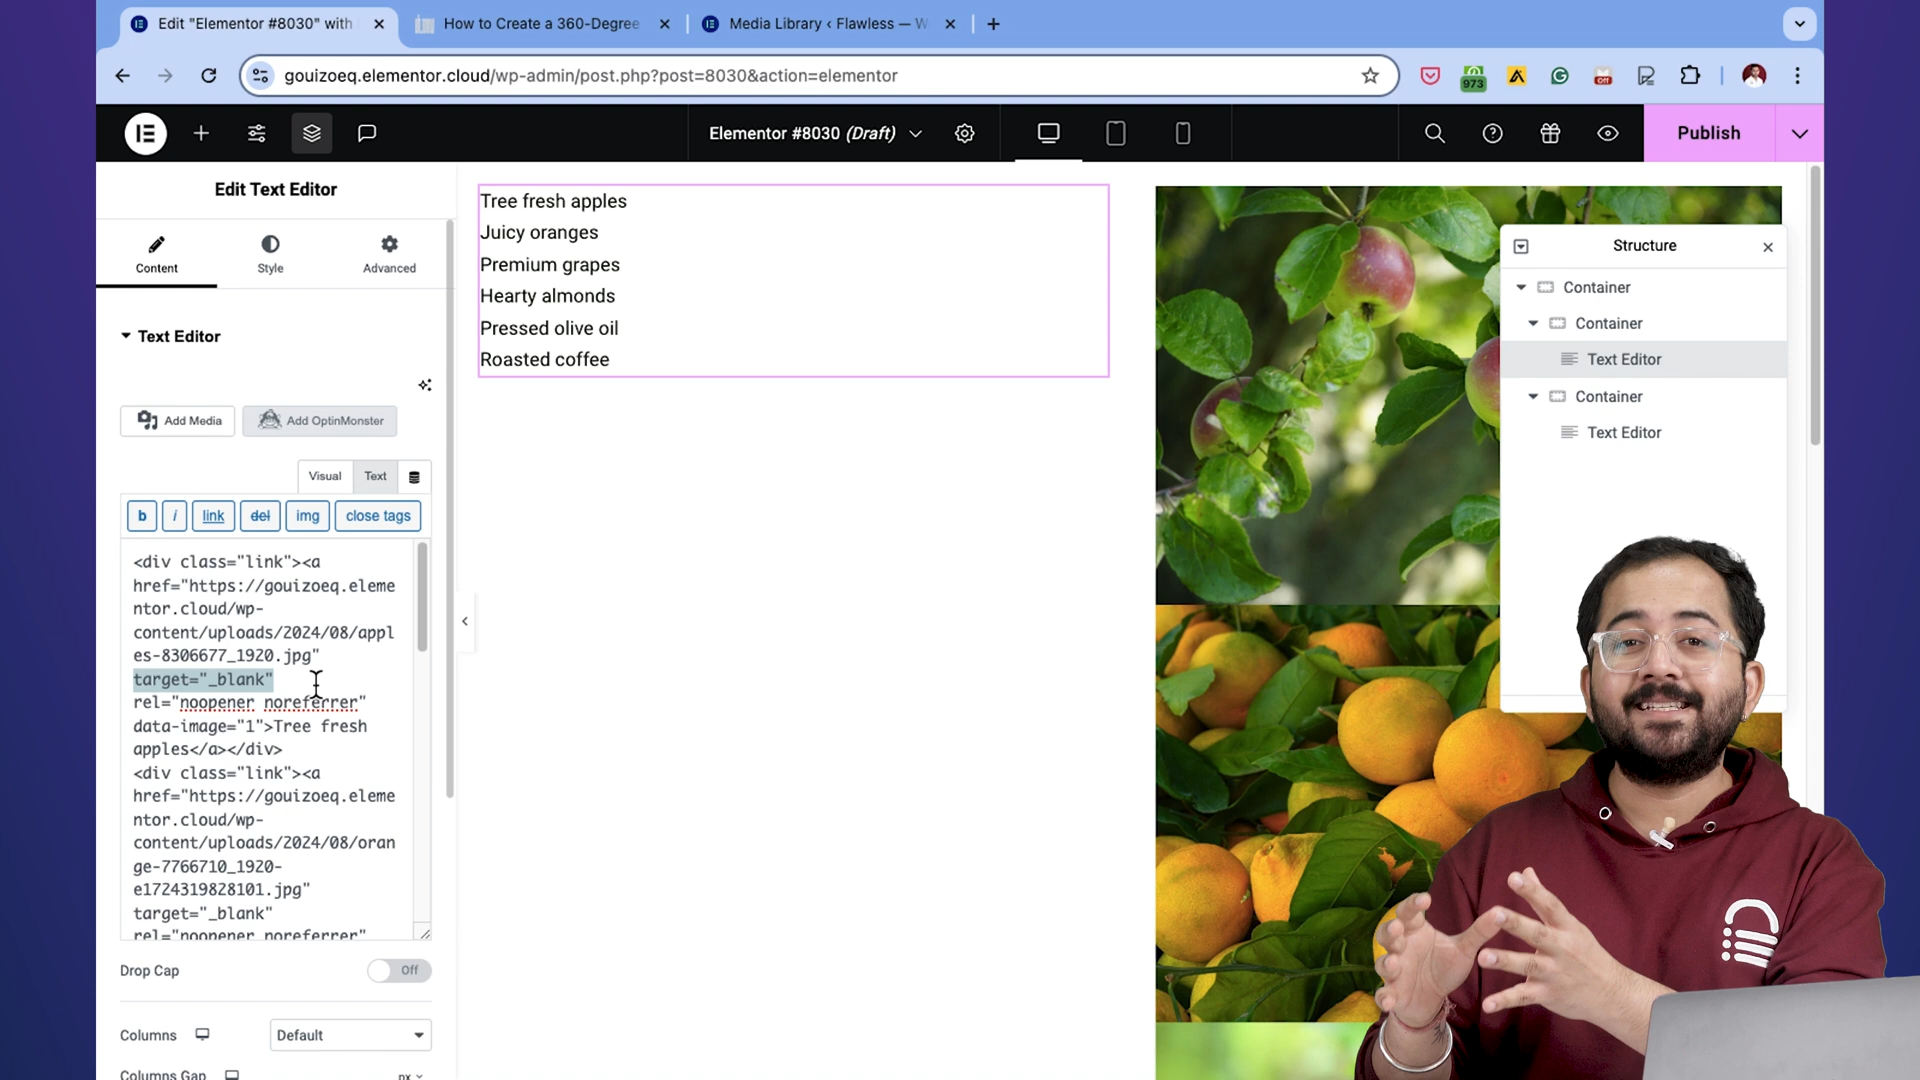 Edit "Elementor #8030" with
How to Create a 360-Degree
Media Library ‹ Flawless — W
gouizoeq.elementor.cloud/wp-admin/post.php?post=8030&action=elementor
973
Off
Elementor #8030 (Draft)
Publish
Edit Text Editor
Content
Style
Advanced
Text Editor
Add Media
Add OptinMonster
Visual
Text
b
i
link
del
img
close tags
<div class="link"><a
href="https://gouizoeq.eleme
ntor.cloud/wp-
content/uploads/2024/08/appl
es-8306677_1920.jpg"
target="_blank"
rel="noopener noreferrer"
data-image="1">Tree fresh
apples</a></div>
<div class="link"><a
href="https://gouizoeq.eleme
ntor.cloud/wp-
content/uploads/2024/08/oran
ge-7766710_1920-
e1724319828101.jpg"
target="_blank"
rel="noopener noreferrer"
Drop Cap
Off
Columns
Default
Columns Gap
px
Tree fresh apples
Juicy oranges
Premium grapes
Hearty almonds
Pressed olive oil
Roasted coffee
Structure
Container
Container
Text Editor
Container
Text Editor